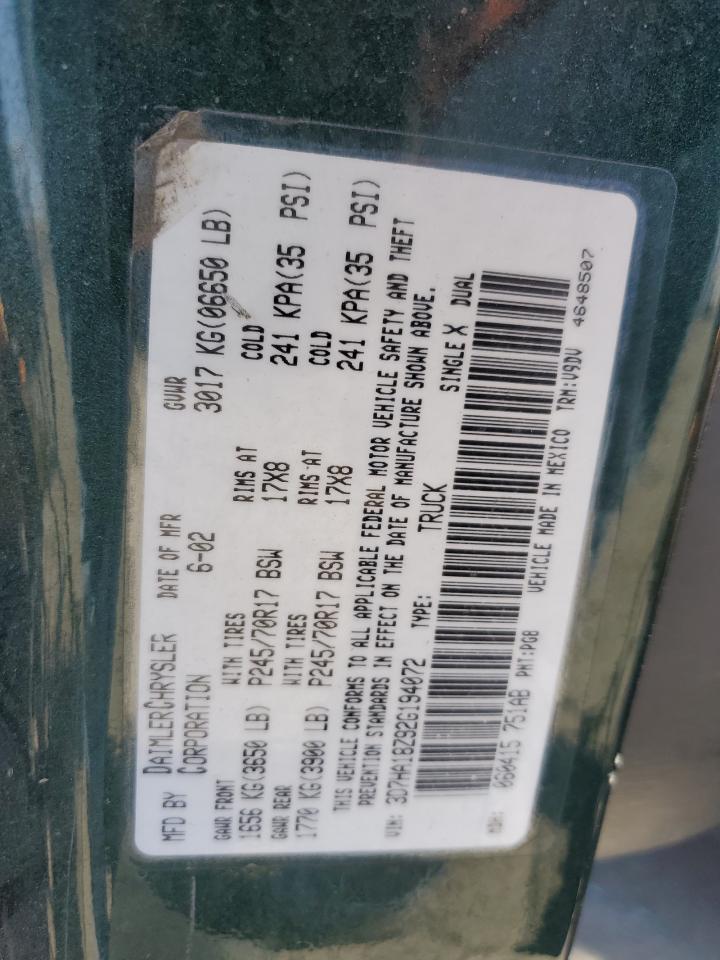 MFD BY DAIMLERCHRYSLER CORPORATION DATE OF MFR 6-02 GVWR 3017 KG(06650 LB)
GAWR FRONT WITH TIRES RIMS AT COLD
1656 KG(3650 LB) P245/70R17 BSW 17X8 241 KPA(35 PSI)
GAWR REAR WITH TIRES RIMS AT COLD
1770 KG(3900 LB) P245/70R17 BSW 17X8 241 KPA(35 PSI)
THIS VEHICLE CONFORMS TO ALL APPLICABLE FEDERAL MOTOR VEHICLE SAFETY AND THEFT
PREVENTION STANDARDS IN EFFECT ON THE DATE OF MANUFACTURE SHOWN ABOVE.
VIN: 3D7HA18Z92G194072 TYPE: TRUCK SINGLE X DUAL
MDH: 060415 751AB PNT:PG8 VEHICLE MADE IN MEXICO TRM:V9DV 4648507